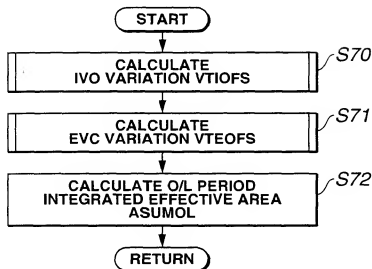 START
CALCULATE
IVO VARIATION VTIOFS
S70
CALCULATE
EVC VARIATION VTEOFS
S71
CALCULATE O/L PERIOD
INTEGRATED EFFECTIVE AREA
ASUMOL
S72
RETURN